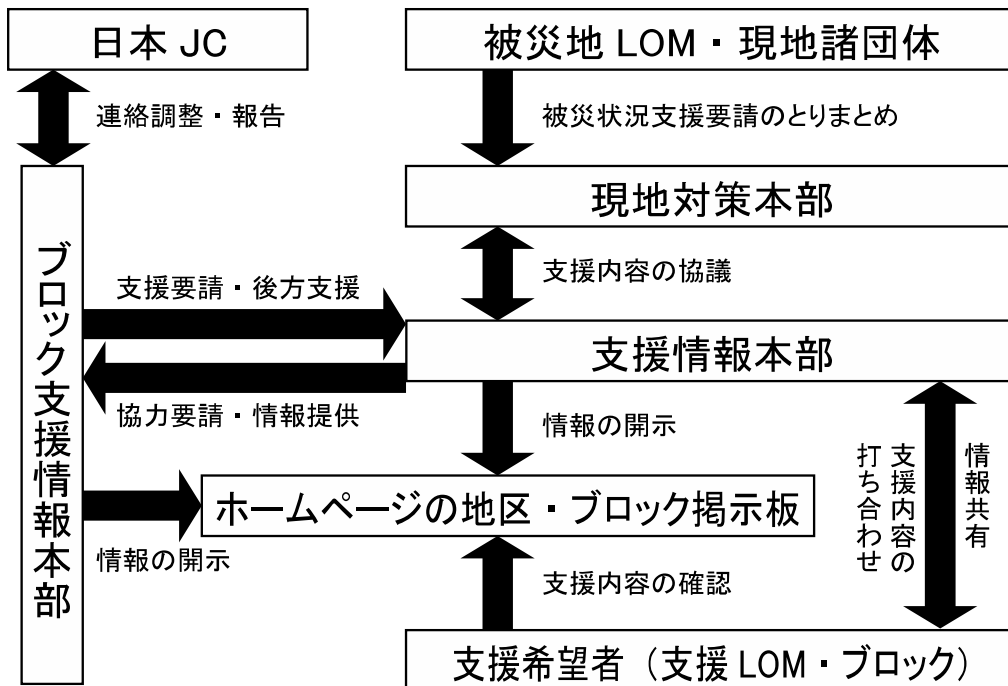 日本 JC
被災地 LOM・現地諸団体
連絡調整・報告
被災状況支援要請のとりまとめ
現地対策本部
支援内容の協議
ブロック支援情報本部
支援要請・後方支援
支援情報本部
協力要請・情報提供
情報の開示
支援内容の
打ち合わせ
情報共有
ホームページの地区・ブロック掲示板
情報の開示
支援内容の確認
支援希望者（支援 LOM・ブロック）